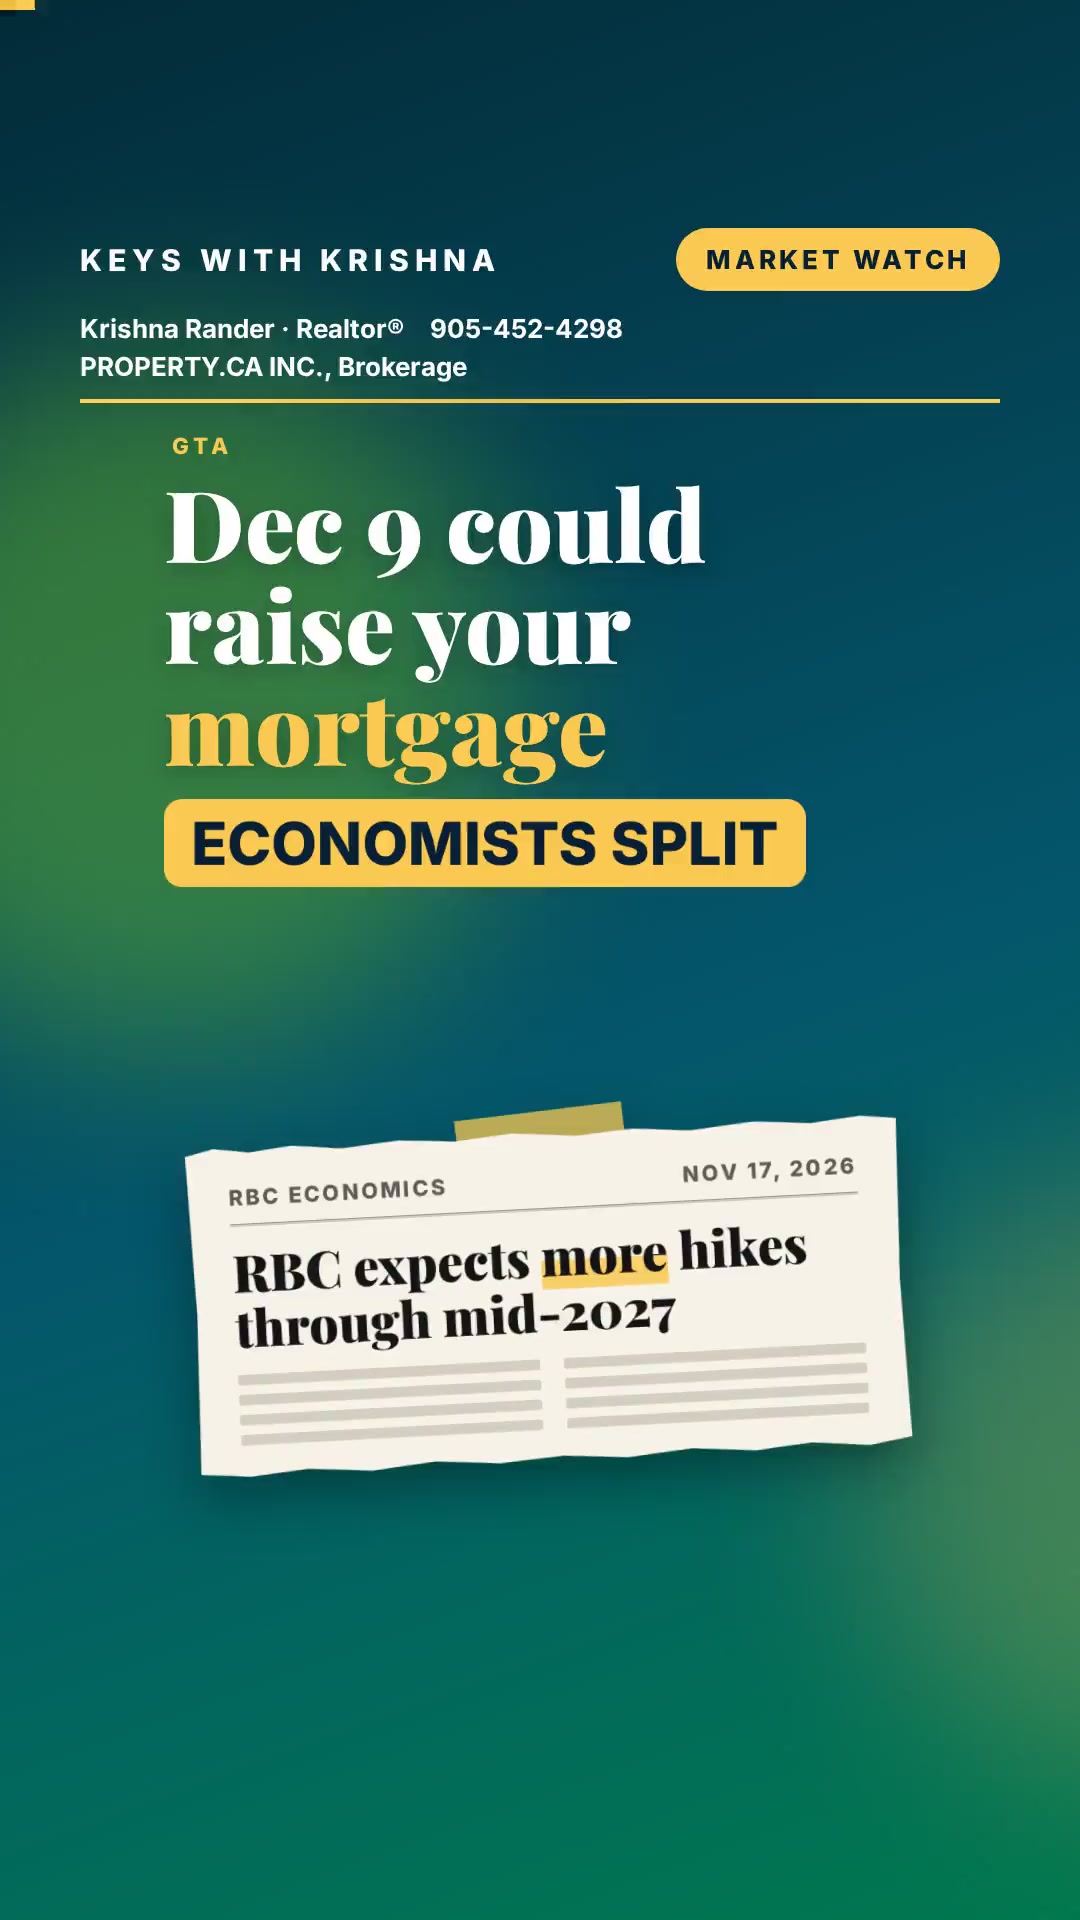 KEYS WITH KRISHNA
MARKET WATCH
Krishna Rander · Realtor® 905-452-4298
PROPERTY.CA INC., Brokerage
GTA
Dec 9 could
raise your
mortgage
ECONOMISTS SPLIT
RBC ECONOMICS
NOV 17, 2026
RBC expects more hikes
through mid-2027